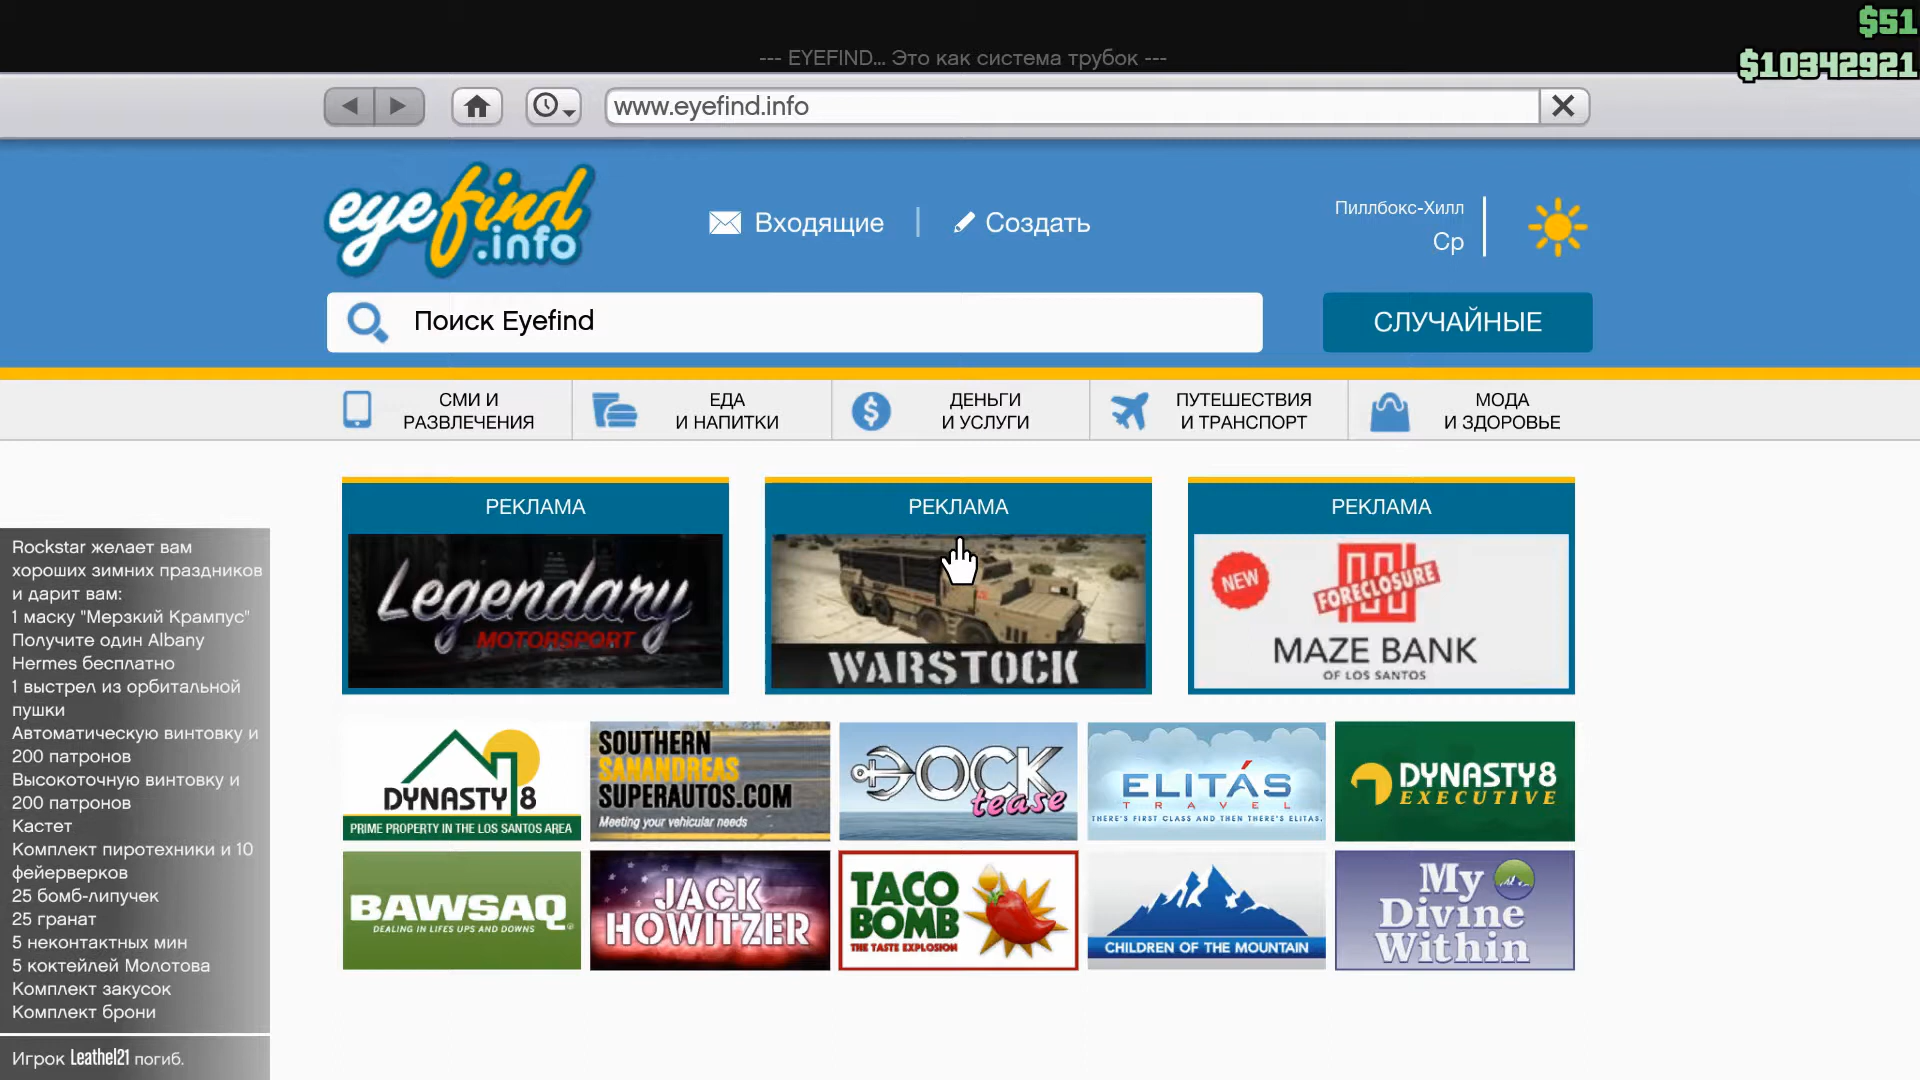 $51
$10342921
--- EYEFIND... Это как система трубок ---
www.eyefind.info
eyefind
.info
Входящие
Создать
Пиллбокс-Хилл
Ср
Поиск Eyefind
СЛУЧАЙНЫЕ
СМИ И
РАЗВЛЕЧЕНИЯ
ЕДА
И НАПИТКИ
ДЕНЬГИ
И УСЛУГИ
ПУТЕШЕСТВИЯ
И ТРАНСПОРТ
МОДА
И ЗДОРОВЬЕ
РЕКЛАМА
Legendary
MOTORSPORT
РЕКЛАМА
WARSTOCK
РЕКЛАМА
NEW
FORECLOSURE
MAZE BANK
OF LOS SANTOS
DYNASTY 8
PRIME PROPERTY IN THE LOS SANTOS AREA
SOUTHERN
SANANDREAS
SUPERAUTOS.COM
Meeting your vehicular needs
DOCK
tease
ELITÁS
TRAVEL
THERE'S FIRST CLASS AND THEN THERE'S ELITAS.
DYNASTY8
EXECUTIVE
BAWSAQ
DEALING IN LIFES UPS AND DOWNS
JACK
HOWITZER
TACO
BOMB
THE TASTE EXPLOSION
CHILDREN OF THE MOUNTAIN
My
Divine
Within
Rockstar желает вам
хороших зимних праздников
и дарит вам:
1 маску "Мерзкий Крампус"
Получите один Albany
Hermes бесплатно
1 выстрел из орбитальной
пушки
Автоматическую винтовку и
200 патронов
Высокоточную винтовку и
200 патронов
Кастет
Комплект пиротехники и 10
фейерверков
25 бомб-липучек
25 гранат
5 неконтактных мин
5 коктейлей Молотова
Комплект закусок
Комплект брони
Игрок Leathel21 погиб.